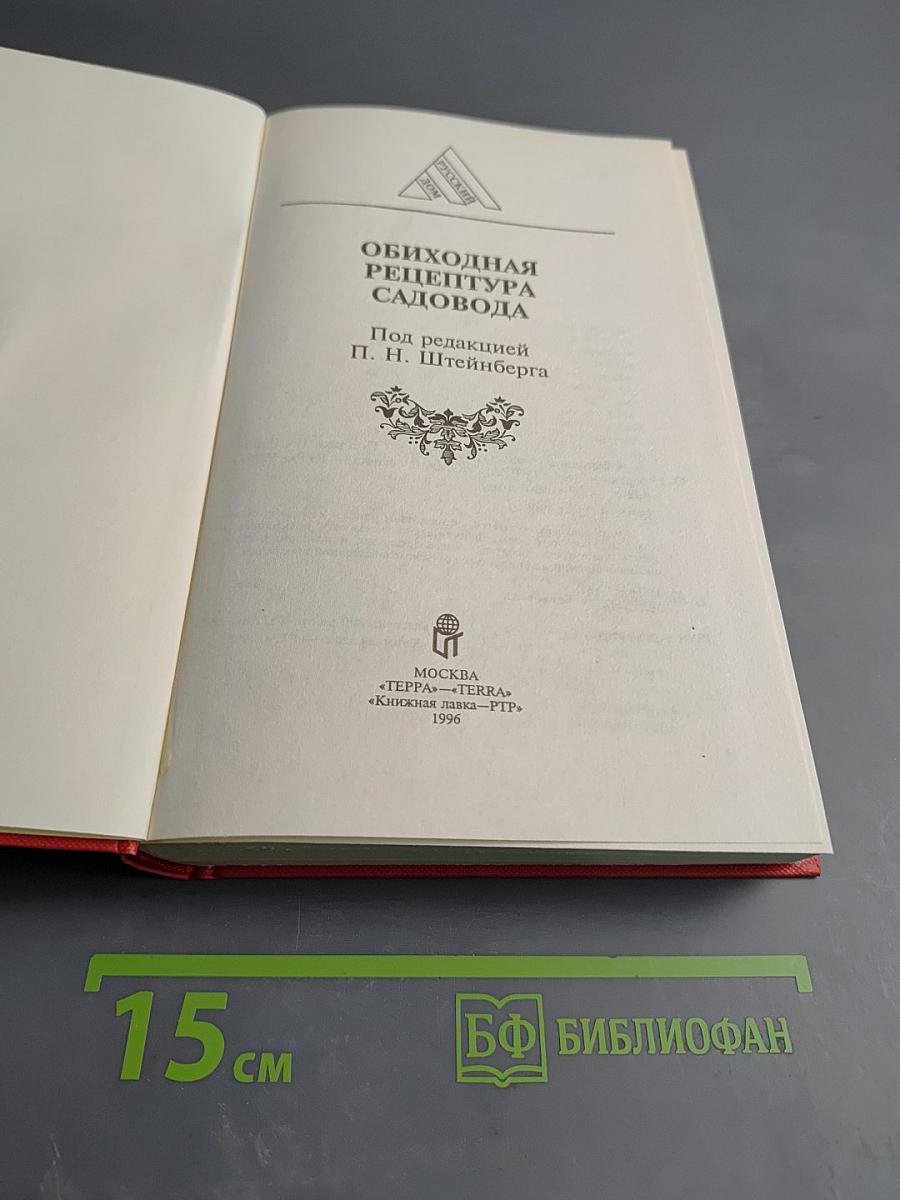 РУССКИЙ
ДОМ
ОБИХОДНАЯ
РЕЦЕПТУРА
САДОВОДА
Под редакцией
П. Н. Штейнберга
МОСКВА
«ТЕРРА»—«TERRA»
«Книжная лавка—РТР»
1996
15 см
БФ БИБЛИОФАН